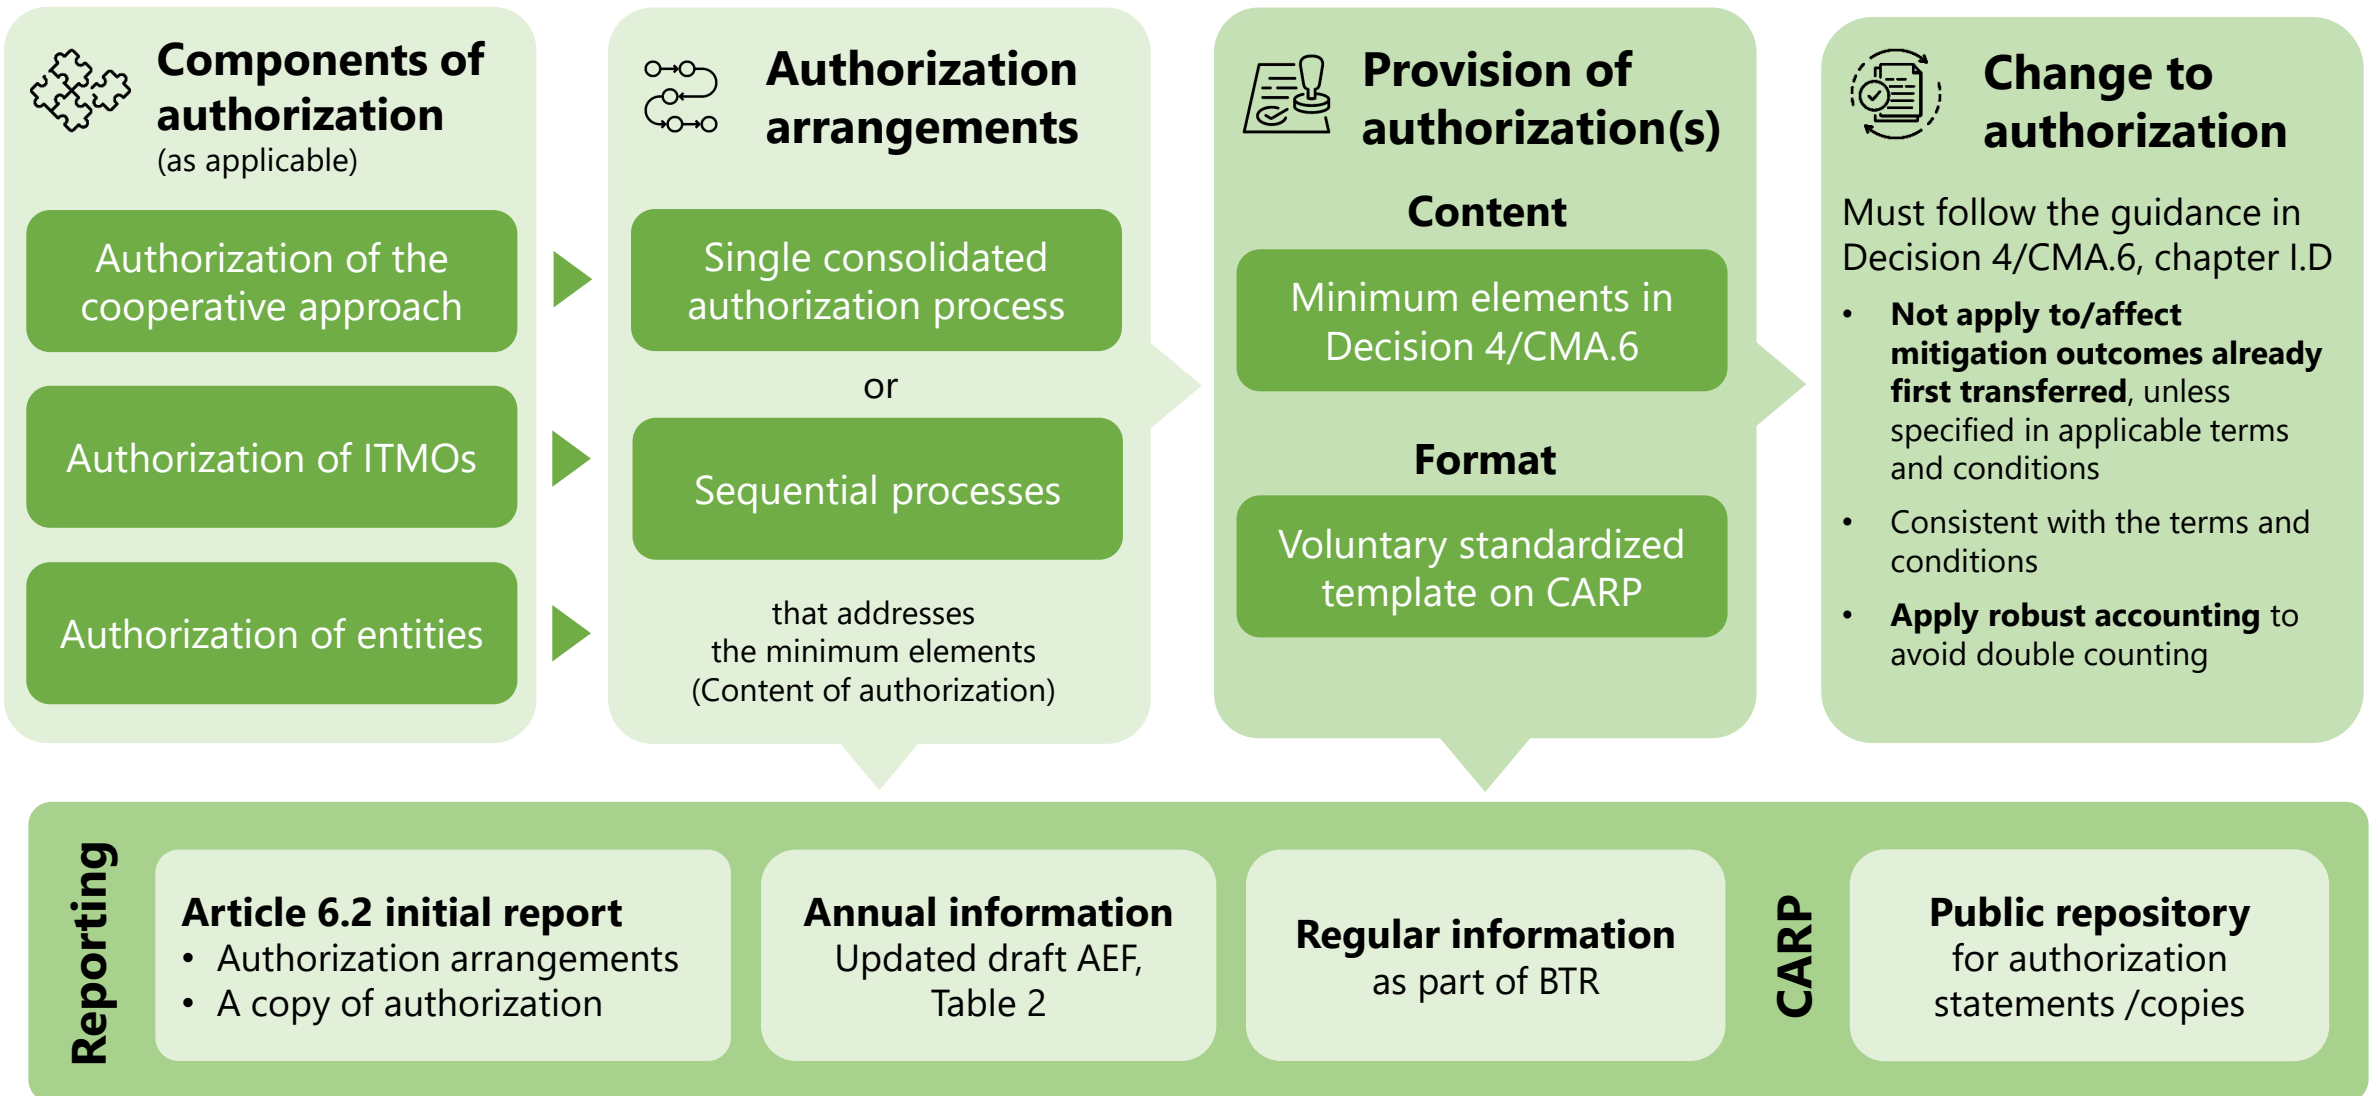 Components of
authorization
(as applicable)
Authorization of the
cooperative approach
Authorization of ITMOs
Authorization of entities
Authorization
arrangements
Single consolidated
authorization process
or
Sequential processes
that addresses
the minimum elements
(Content of authorization)
Provision of
authorization(s)
Content
Minimum elements in
Decision 4/CMA.6
Format
Voluntary standardized
template on CARP
Change to
authorization
Must follow the guidance in
Decision 4/CMA.6, chapter I.D
• Not apply to/affect
mitigation outcomes already
first transferred, unless
specified in applicable terms
and conditions
• Consistent with the terms and
conditions
• Apply robust accounting to
avoid double counting
Reporting
Article 6.2 initial report
• Authorization arrangements
• A copy of authorization
Annual information
Updated draft AEF,
Table 2
Regular information
as part of BTR
CARP
Public repository
for authorization
statements /copies